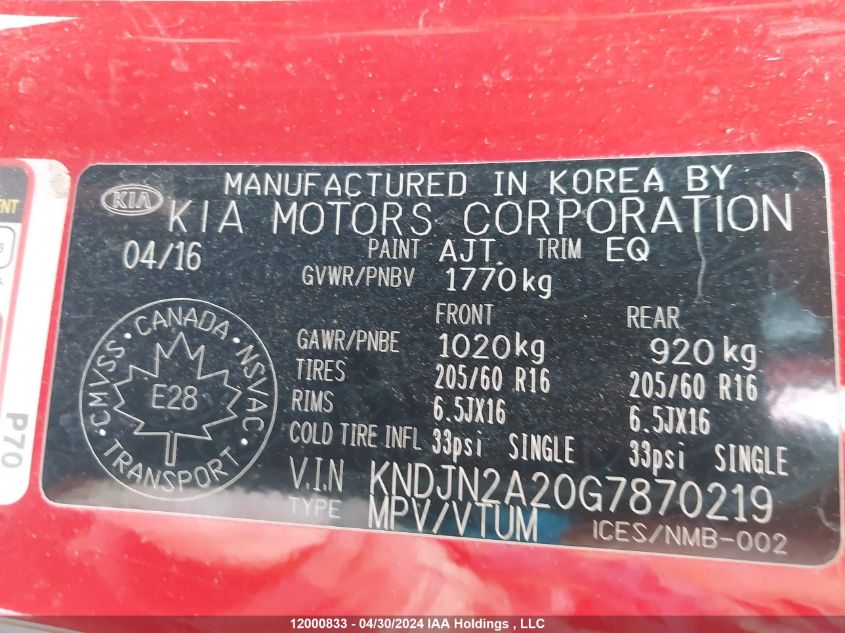 MANUFACTURED IN KOREA BY
KIA
KIA MOTORS CORPORATION
04/16 PAINT AJT TRIM EQ
GVWR/PNBV 1770kg
FRONT REAR
GAWR/PNBE 1020kg 920kg
TIRES 205/60 R16 205/60 R16
RIMS 6.5JX16 6.5JX16
COLD TIRE INFL 33psi SINGLE 33psi SINGLE
V.I.N KNDJN2A20G7870219
TYPE MPV/VTUM
ICES/NMB-002
CMVSS • CANADA • NSVAC • TRANSPORT •
E28
P70
12000833 - 04/30/2024 IAA Holdings , LLC